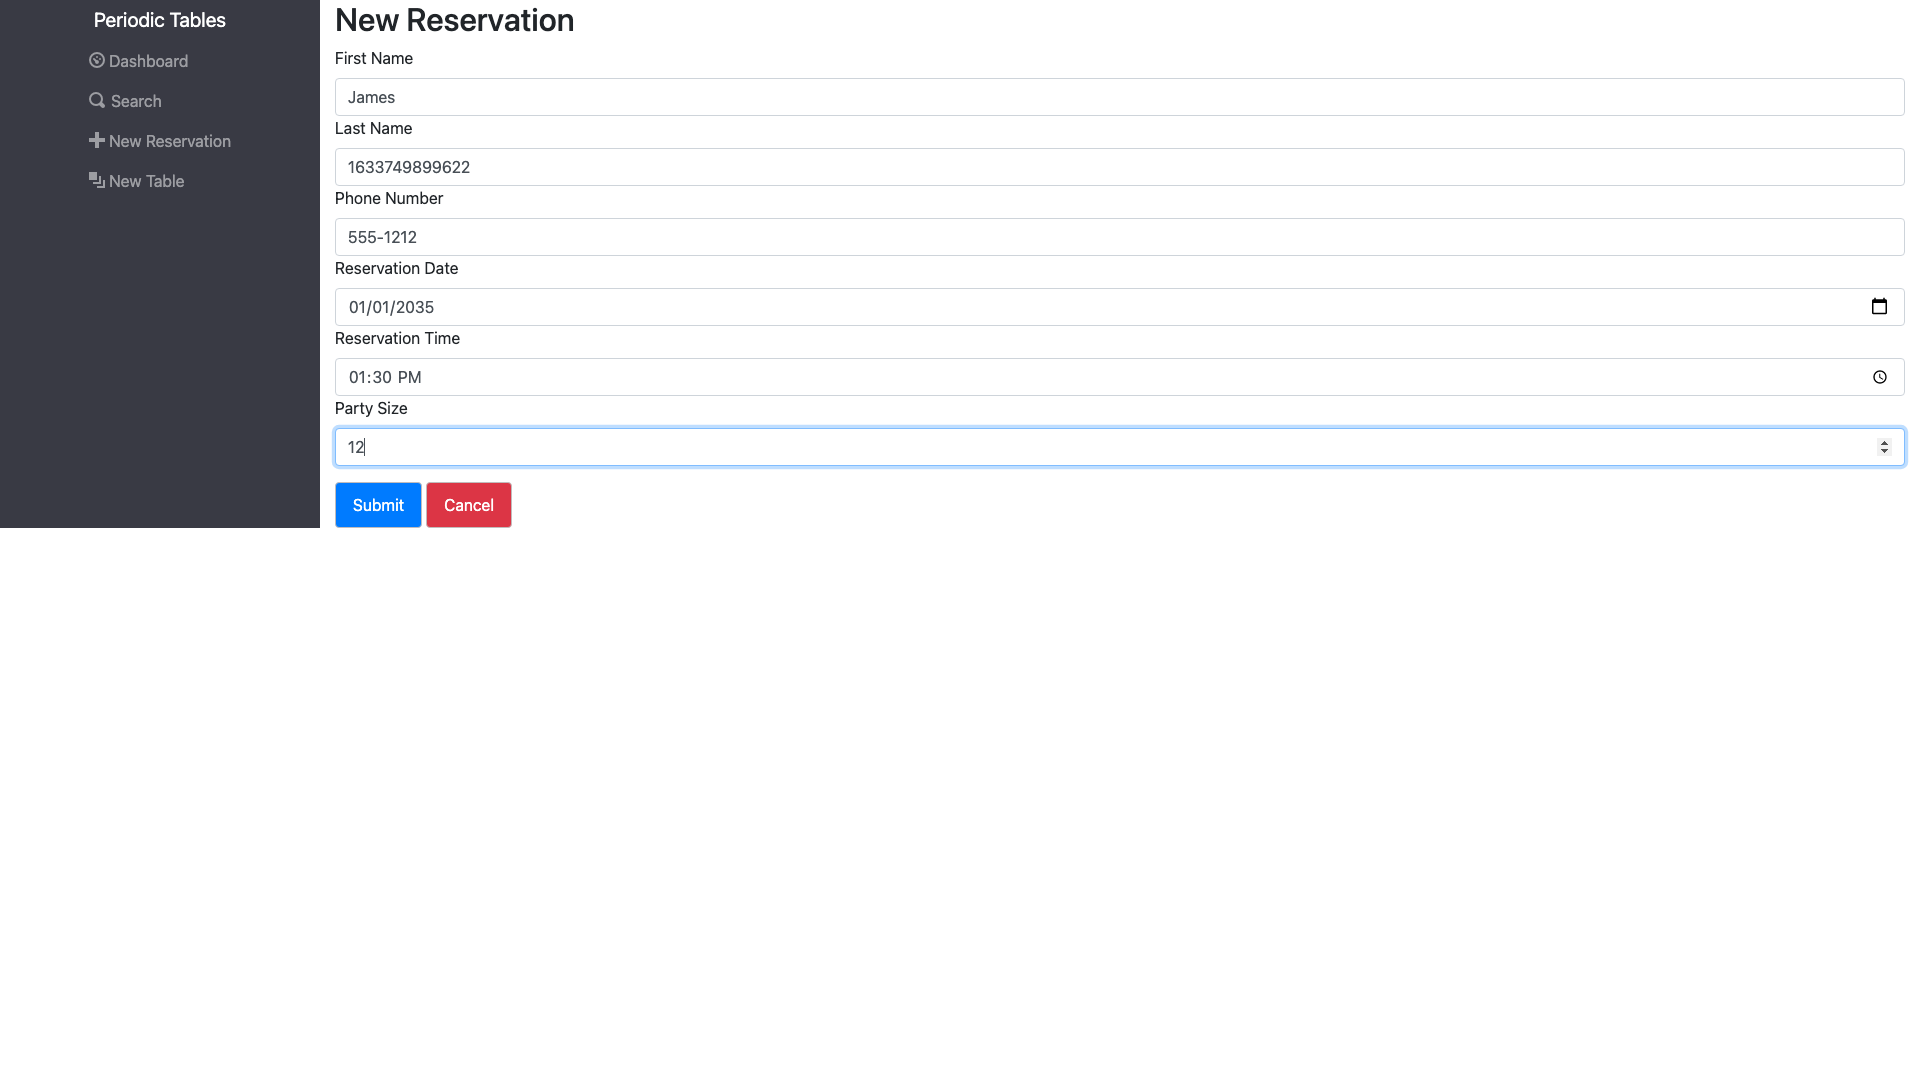 Periodic Tables
Dashboard
Search
New Reservation
New Table
New Reservation
First Name
James
Last Name
1633749899622
Phone Number
555-1212
Reservation Date
01/01/2035
Reservation Time
01:30 PM
Party Size
12
Submit Cancel